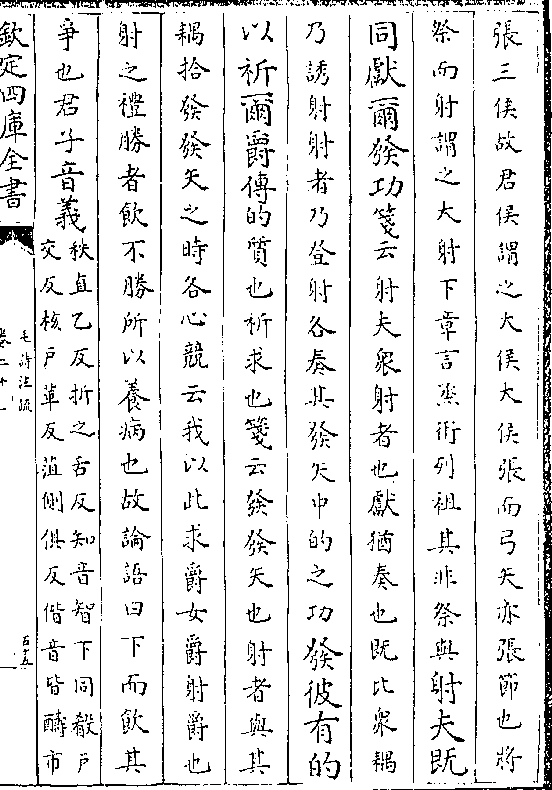 張三侯故君侯謂之大侯大侯張而弓矢亦張節也將
祭而射謂之大射下章言烝衎列祖其非祭與射夫既
同獻爾發功箋云射夫衆射者也獻猶奏也既比衆耦
乃誘射射者乃登射各奏其發矢中的之功發彼有的
以祈爾爵傳的質也祈求也箋云發發矢也射者與其
耦拾發發矢之時各心競云我以此求爵女爵射爵也
射之禮勝者飲不勝所以養病也故論語曰下而飲其
爭也君子音義
秩直乙反折之舌反知音智下同殽戶
交反核戶革反葅側俱反偕音皆醻市
欽定四庫全書
毛詩注疏
卷二十一
五十五